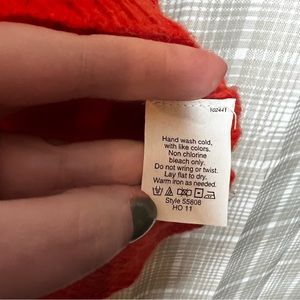 102441
Hand wash cold,
with like colors.
Non chlorine
bleach only.
Do not wring or twist.
Lay flat to dry.
Warm iron as needed.
Style 55808
HO 11